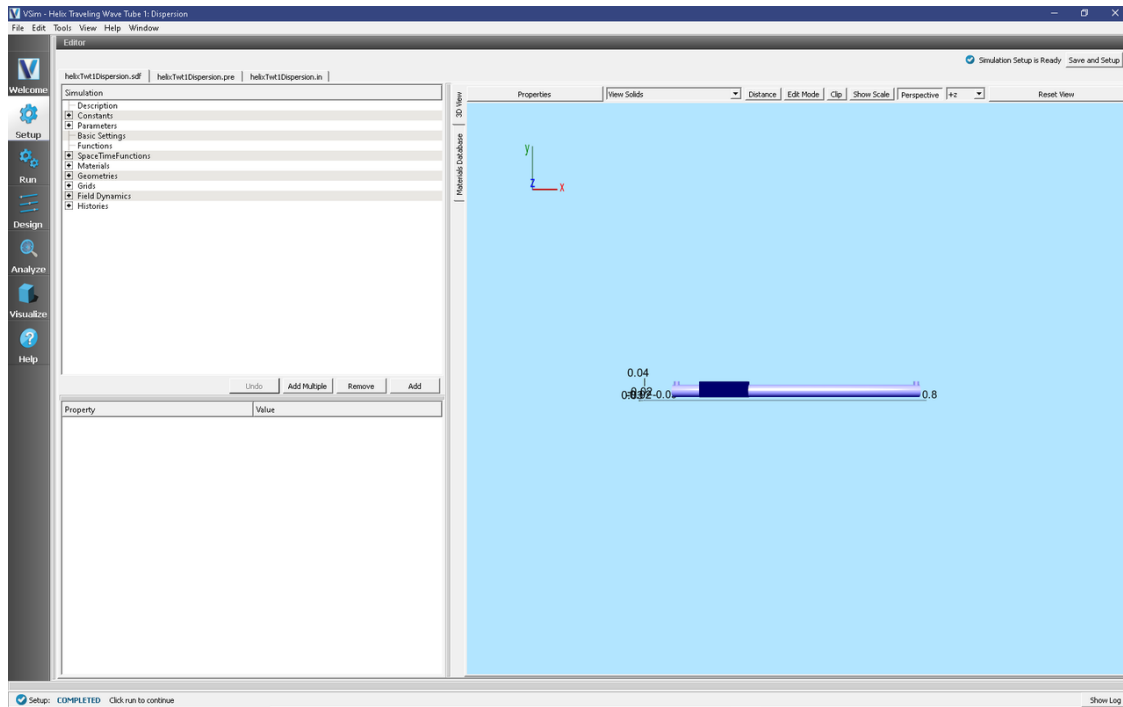 VSim - Helix Traveling Wave Tube 1: Dispersion
File Edit Tools View Help Window
Editor
Simulation Setup is Ready Save and Setup
Welcome
Setup
Run
Design
Analyze
Visualize
Help
helixTwt1Dispersion.sdf helixTwt1Dispersion.pre helixTwt1Dispersion.in
Simulation
Description
Constants
Parameters
Basic Settings
Functions
SpaceTimeFunctions
Materials
Geometries
Grids
Field Dynamics
Histories
Undo Add Multiple Remove Add
Property Value
3D View
Materials Database
Properties View Solids Distance Edit Mode Clip Show Scale Perspective +z Reset View
y
z x
0.04
0.8
Setup: COMPLETED Click run to continue
Show Log